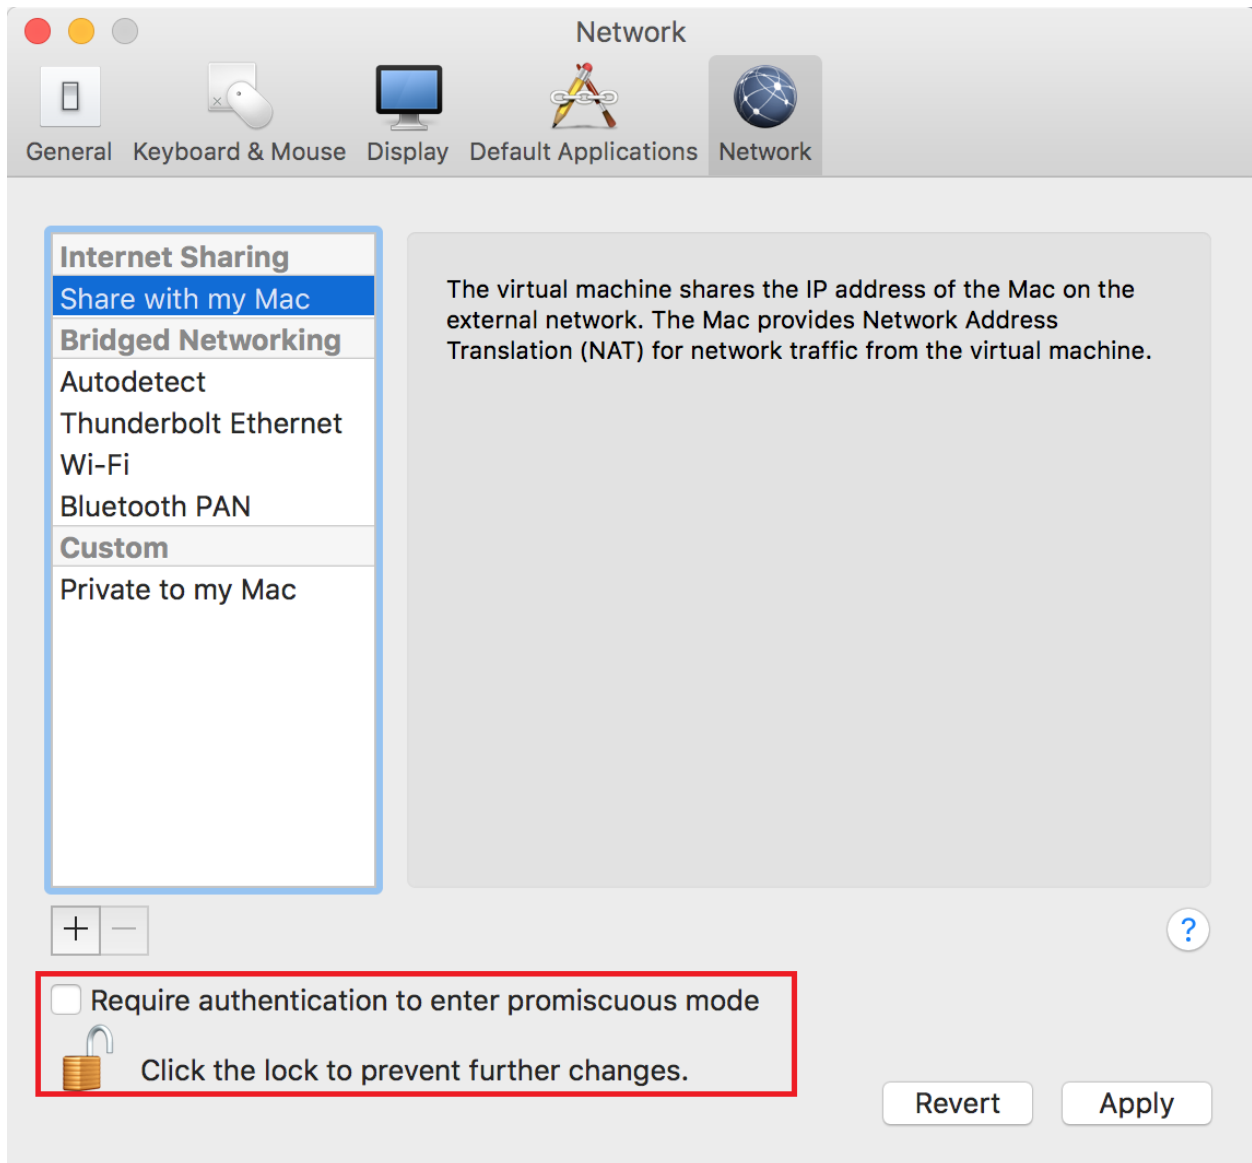 Network
General Keyboard & Mouse Display Default Applications Network
Internet Sharing
Share with my Mac
Bridged Networking
Autodetect
Thunderbolt Ethernet
Wi-Fi
Bluetooth PAN
Custom
Private to my Mac
The virtual machine shares the IP address of the Mac on the
external network. The Mac provides Network Address
Translation (NAT) for network traffic from the virtual machine.
+ −
?
Require authentication to enter promiscuous mode
Click the lock to prevent further changes.
Revert Apply